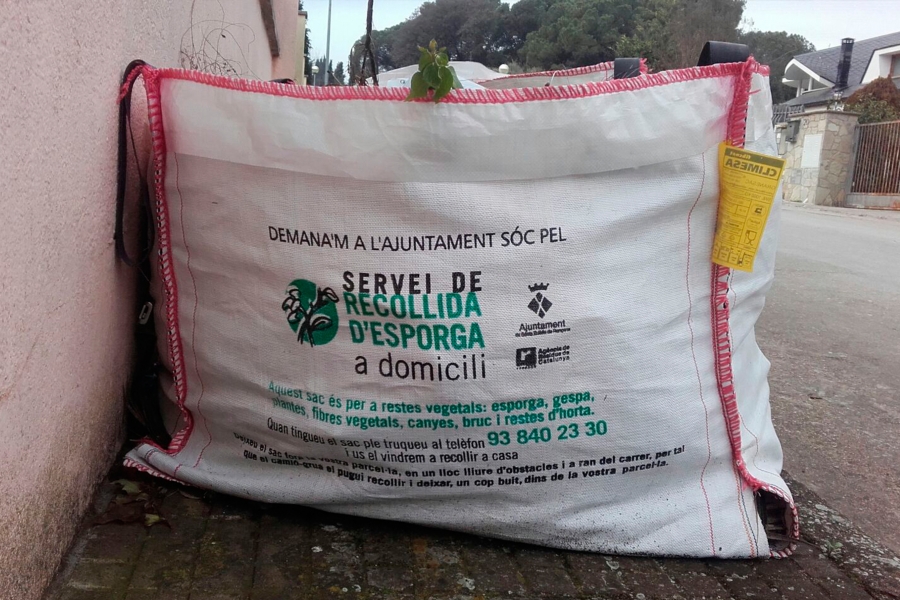 DEMANA'M A L'AJUNTAMENT SÓC PEL
SERVEI DE
RECOLLIDA
D'ESPORGA
a domicili
Ajuntament
Agència de
Residus de
Catalunya
Aquest sac és per a restes vegetals: esporga, gespa,
plantes, fibres vegetals, canyes, bruc i restes d'horta.
Quan tingueu el sac ple truqueu al telèfon 93 840 23 30
i us el vindrem a recollir a casa
Deixeu el sac fora la vostra parcel·la, en un lloc lliure d'obstacles i a ran del carrer, per tal
que el camió-grua el pugui recollir i deixar, un cop buit, dins de la vostra parcel·la.
CLIMESA